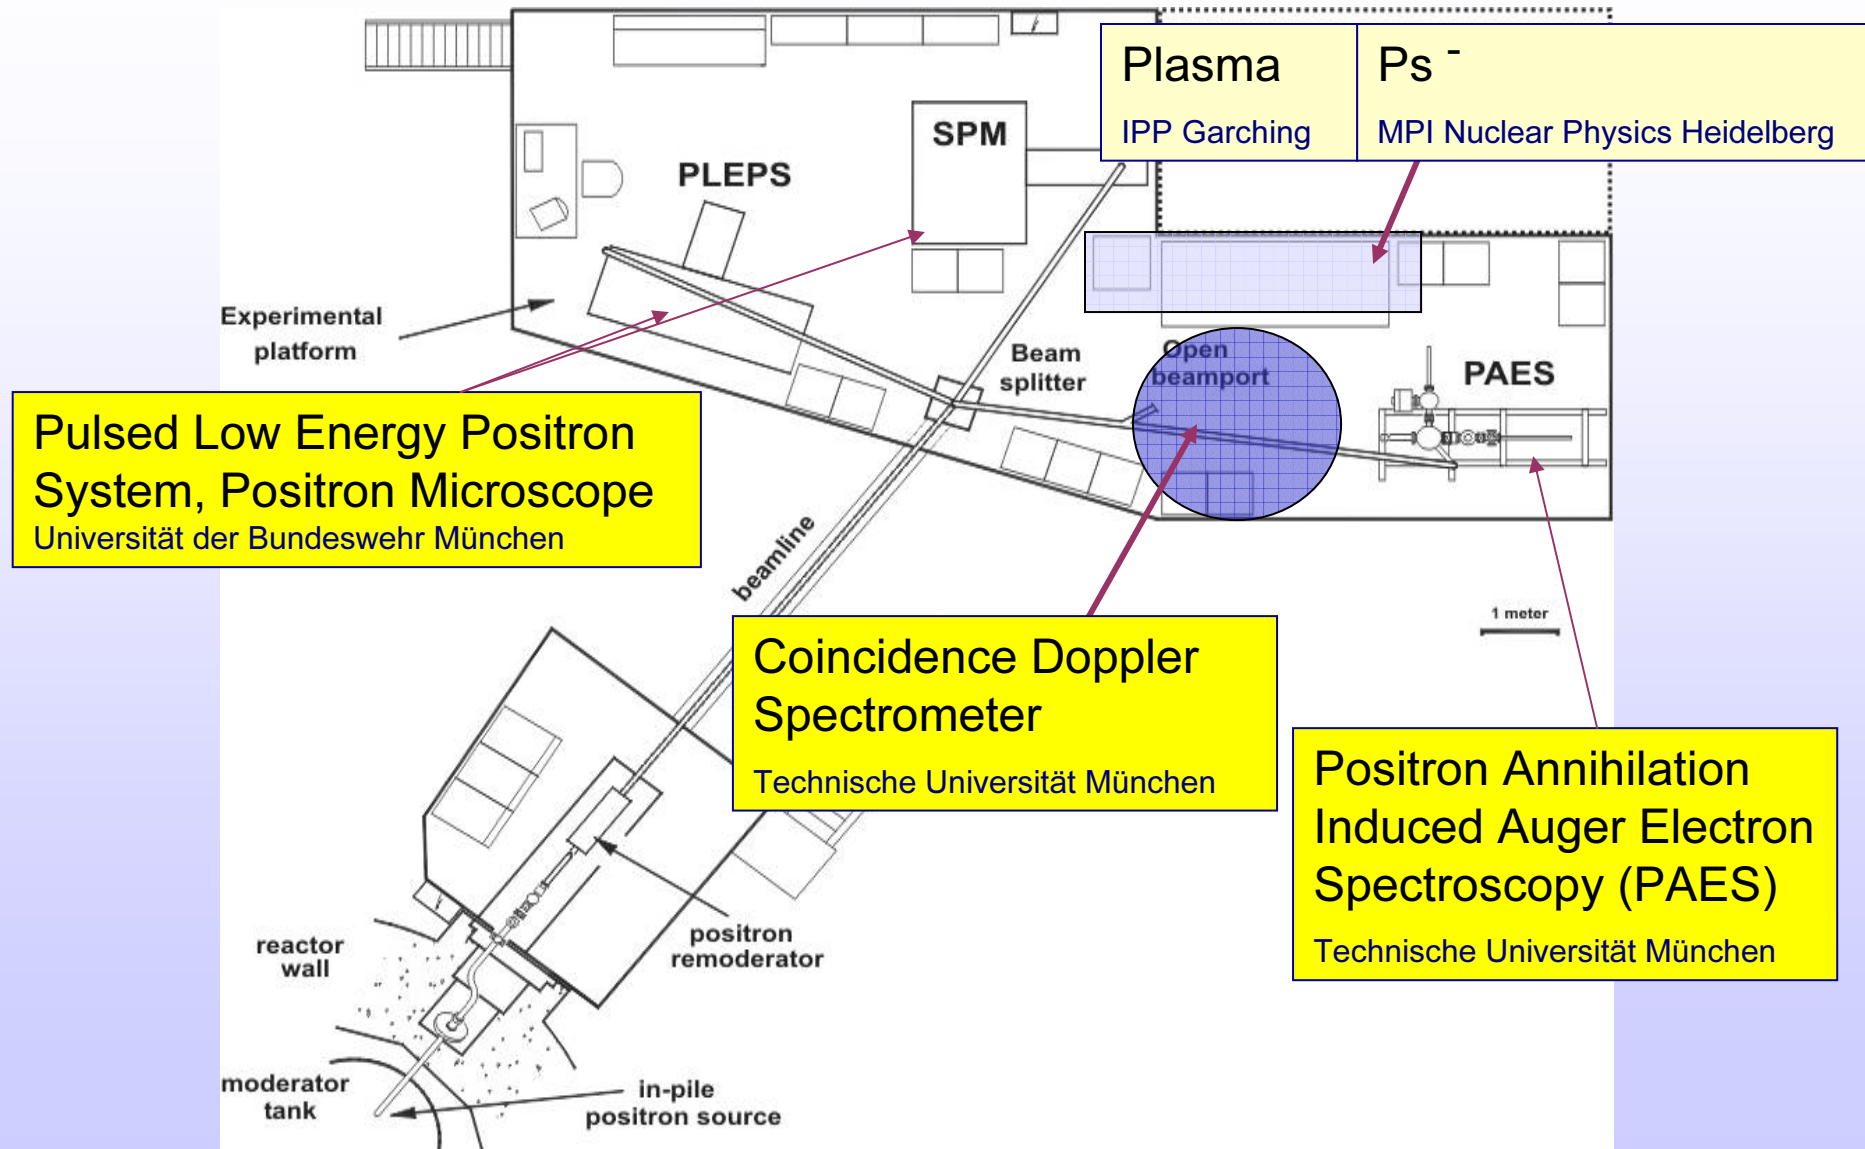 Plasma
IPP Garching
Ps -
MPI Nuclear Physics Heidelberg
SPM
PLEPS
Experimental
platform
Beam
splitter
Open
beamport
PAES
Pulsed Low Energy Positron
System, Positron Microscope
Universität der Bundeswehr München
beamline
1 meter
Coincidence Doppler
Spectrometer
Technische Universität München
Positron Annihilation
Induced Auger Electron
Spectroscopy (PAES)
Technische Universität München
positron
remoderator
reactor
wall
moderator
tank
in-pile
positron source